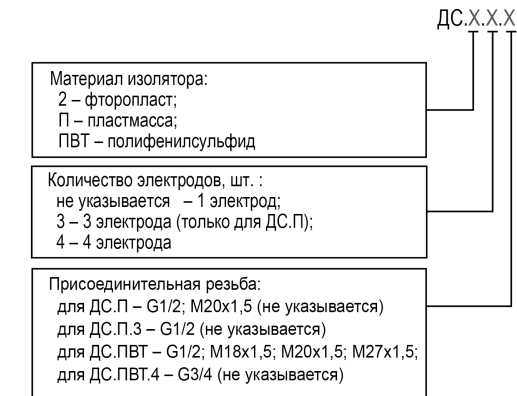 ДС.X.X.X
Материал изолятора:
2 – фторопласт;
П – пластмасса;
ПВТ – полифенилсульфид
Количество электродов, шт. :
не указывается – 1 электрод;
3 – 3 электрода (только для ДС.П);
4 – 4 электрода
Присоединительная резьба:
для ДС.П – G1/2; М20х1,5 (не указывается)
для ДС.П.3 – G1/2 (не указывается)
для ДС.ПВТ – G1/2; М18х1,5; М20х1,5; М27х1,5;
для ДС.ПВТ.4 – G3/4 (не указывается)